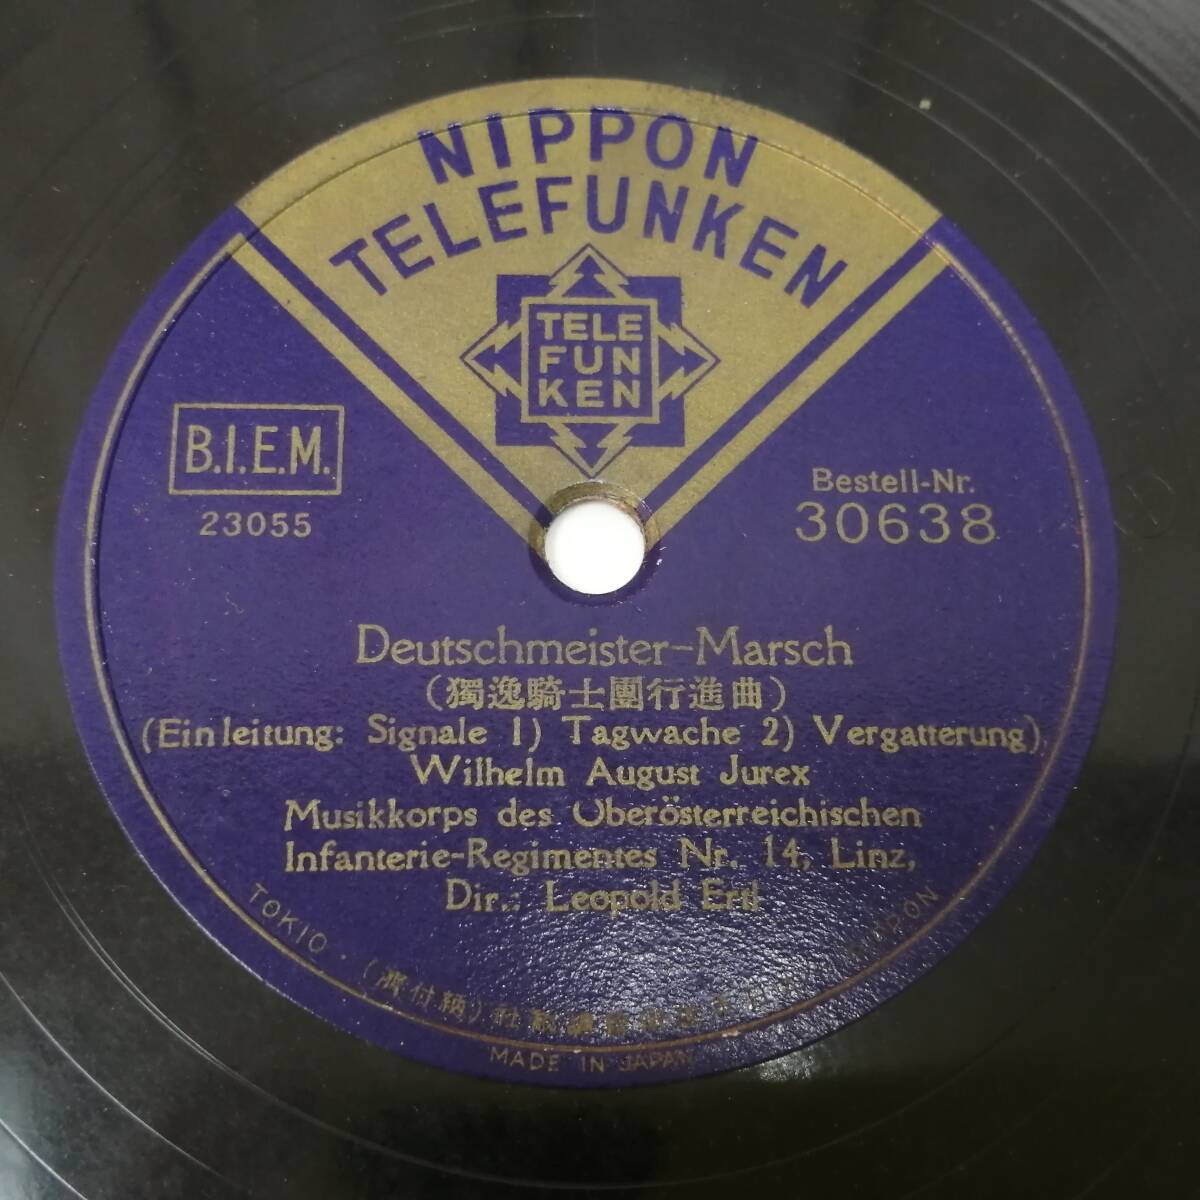 NIPPON
TELEFUNKEN
TELE
FUN
KEN
B.I.E.M.
23055
Bestell-Nr.
30638
Deutschmeister-Marsch
(獨逸騎士團行進曲)
(Einleitung: Signale 1) Tagwache 2) Vergatterung)
Wilhelm August Jurex
Musikkorps des Oberösterreichischen
Infanterie-Regimentes Nr. 14, Linz,
Dir.: Leopold Ertl
TOKIO · NIPPON
MADE IN JAPAN